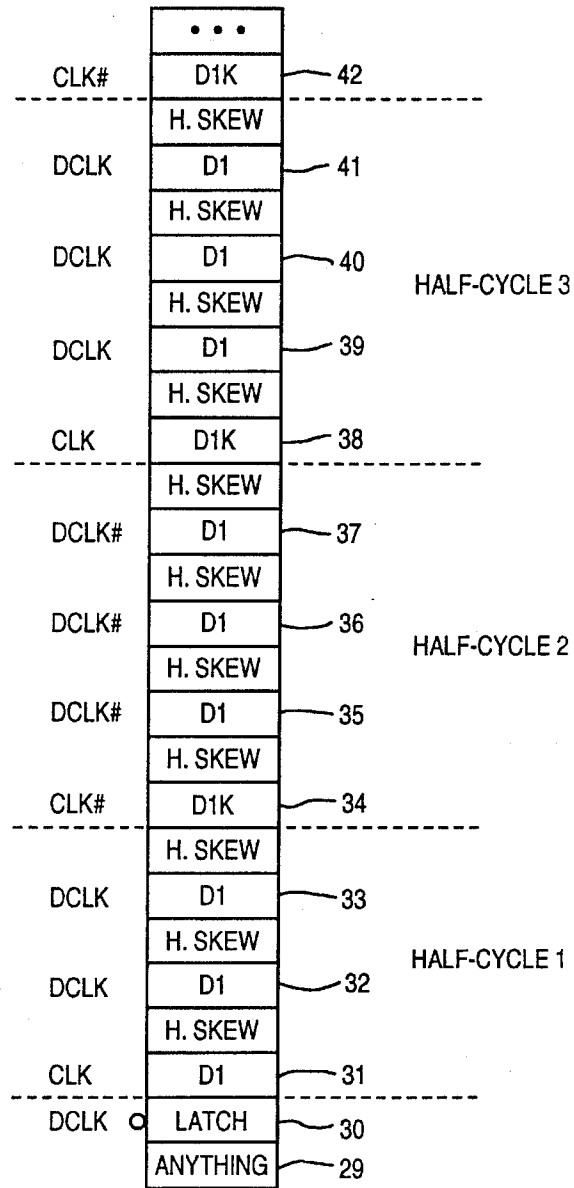 • • •
CLK# D1K 42
H. SKEW
DCLK D1 41
H. SKEW
DCLK D1 40
H. SKEW HALF-CYCLE 3
DCLK D1 39
H. SKEW
CLK D1K 38
H. SKEW
DCLK# D1 37
H. SKEW
DCLK# D1 36
H. SKEW HALF-CYCLE 2
DCLK# D1 35
H. SKEW
CLK# D1K 34
H. SKEW
DCLK D1 33
H. SKEW HALF-CYCLE 1
DCLK D1 32
H. SKEW
CLK D1 31
DCLK LATCH 30
ANYTHING 29